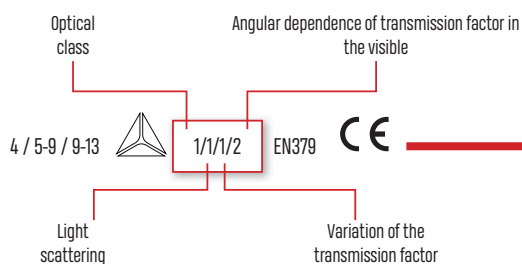 Optical
class
Angular dependence of transmission factor in
the visible
4 / 5-9 / 9-13 1/1/1/2 EN379 CE
Light
scattering
Variation of the
transmission factor